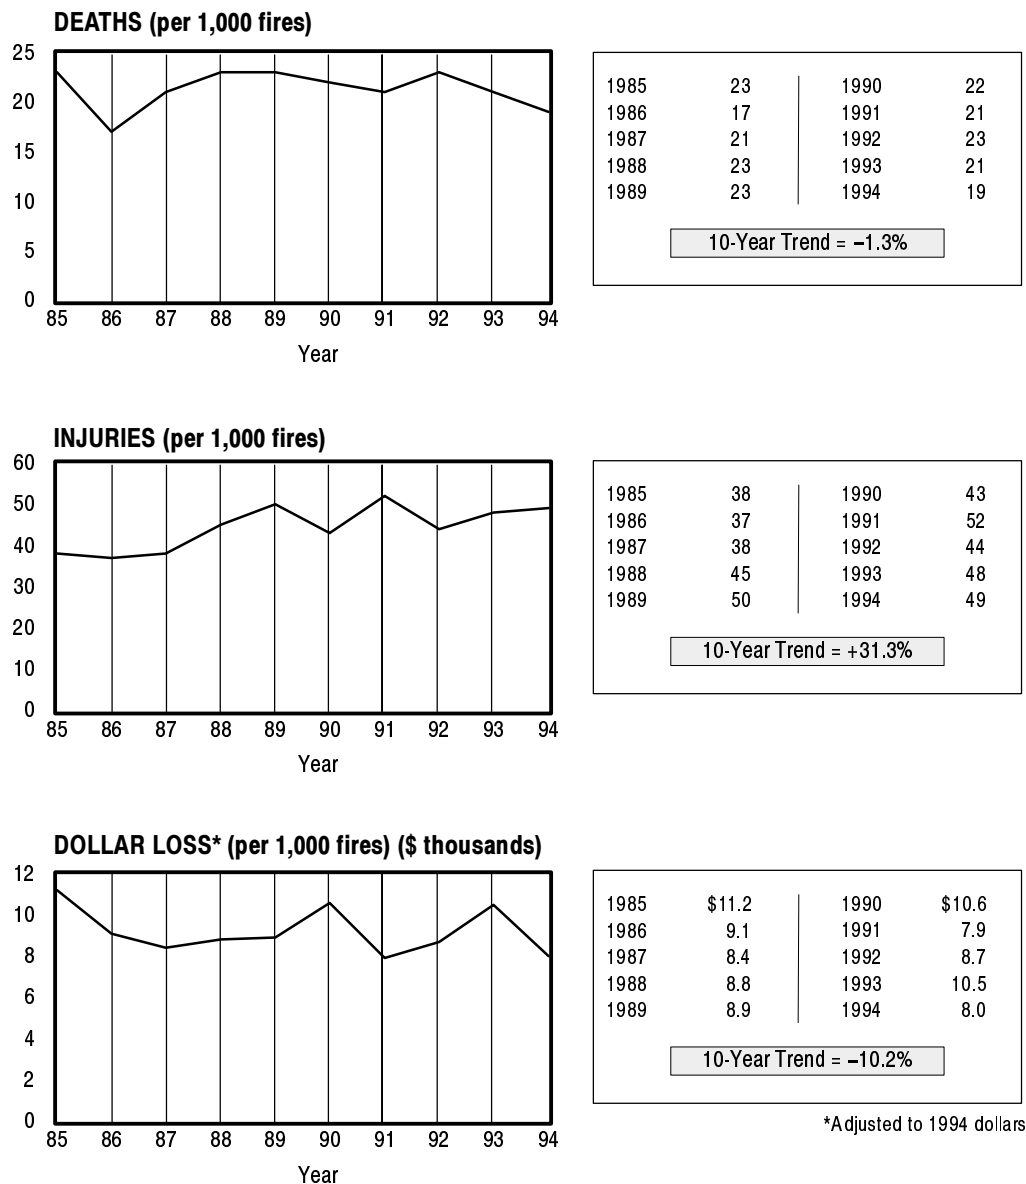 DEATHS (per 1,000 fires)
25
20
15
10
5
0
85 86 87 88 89 90 91 92 93 94
Year
1985 23 1990 22
1986 17 1991 21
1987 21 1992 23
1988 23 1993 21
1989 23 1994 19
10-Year Trend = –1.3%
INJURIES (per 1,000 fires)
60
50
40
30
20
10
0
85 86 87 88 89 90 91 92 93 94
Year
1985 38 1990 43
1986 37 1991 52
1987 38 1992 44
1988 45 1993 48
1989 50 1994 49
10-Year Trend = +31.3%
DOLLAR LOSS* (per 1,000 fires) ($ thousands)
12
10
8
6
4
2
0
85 86 87 88 89 90 91 92 93 94
Year
1985 $11.2 1990 $10.6
1986 9.1 1991 7.9
1987 8.4 1992 8.7
1988 8.8 1993 10.5
1989 8.9 1994 8.0
10-Year Trend = –10.2%
*Adjusted to 1994 dollars